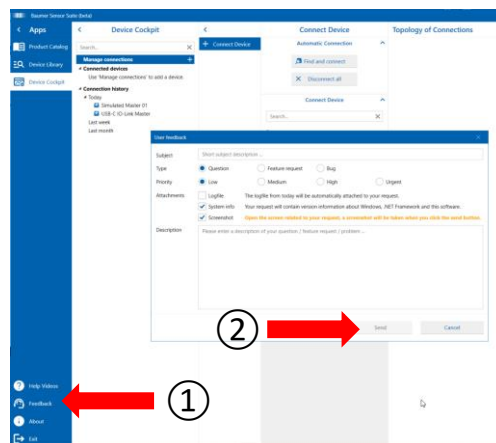 Baumer Sensor Suite (beta)
Apps
Product Catalog
Device Library
Device Cockpit
Help Videos
Feedback
About
Exit
Device Cockpit
Search...
Manage connections
Connected devices
Use 'Manage connections' to add a device.
Connection history
Today
Simulated Master 01
USB-C IO-Link Master
Last week
Last month
+ Connect Device
Connect Device
Automatic Connection
Find and connect
Disconnect all
Connect Device
Search...
Topology of Connections
User feedback
Subject
Short subject description ...
Type
Question
Feature request
Bug
Priority
Low
Medium
High
Urgent
Attachments
Logfile
The logfile from today will be automatically attached to your request.
System info
Your request will contain version information about Windows, .NET Framework and this software.
Screenshot
Open the screen related to your request, a screenshot will be taken when you click the send button.
Description
Please enter a description of your question / feature request / problem ...
Send
Cancel
2
1